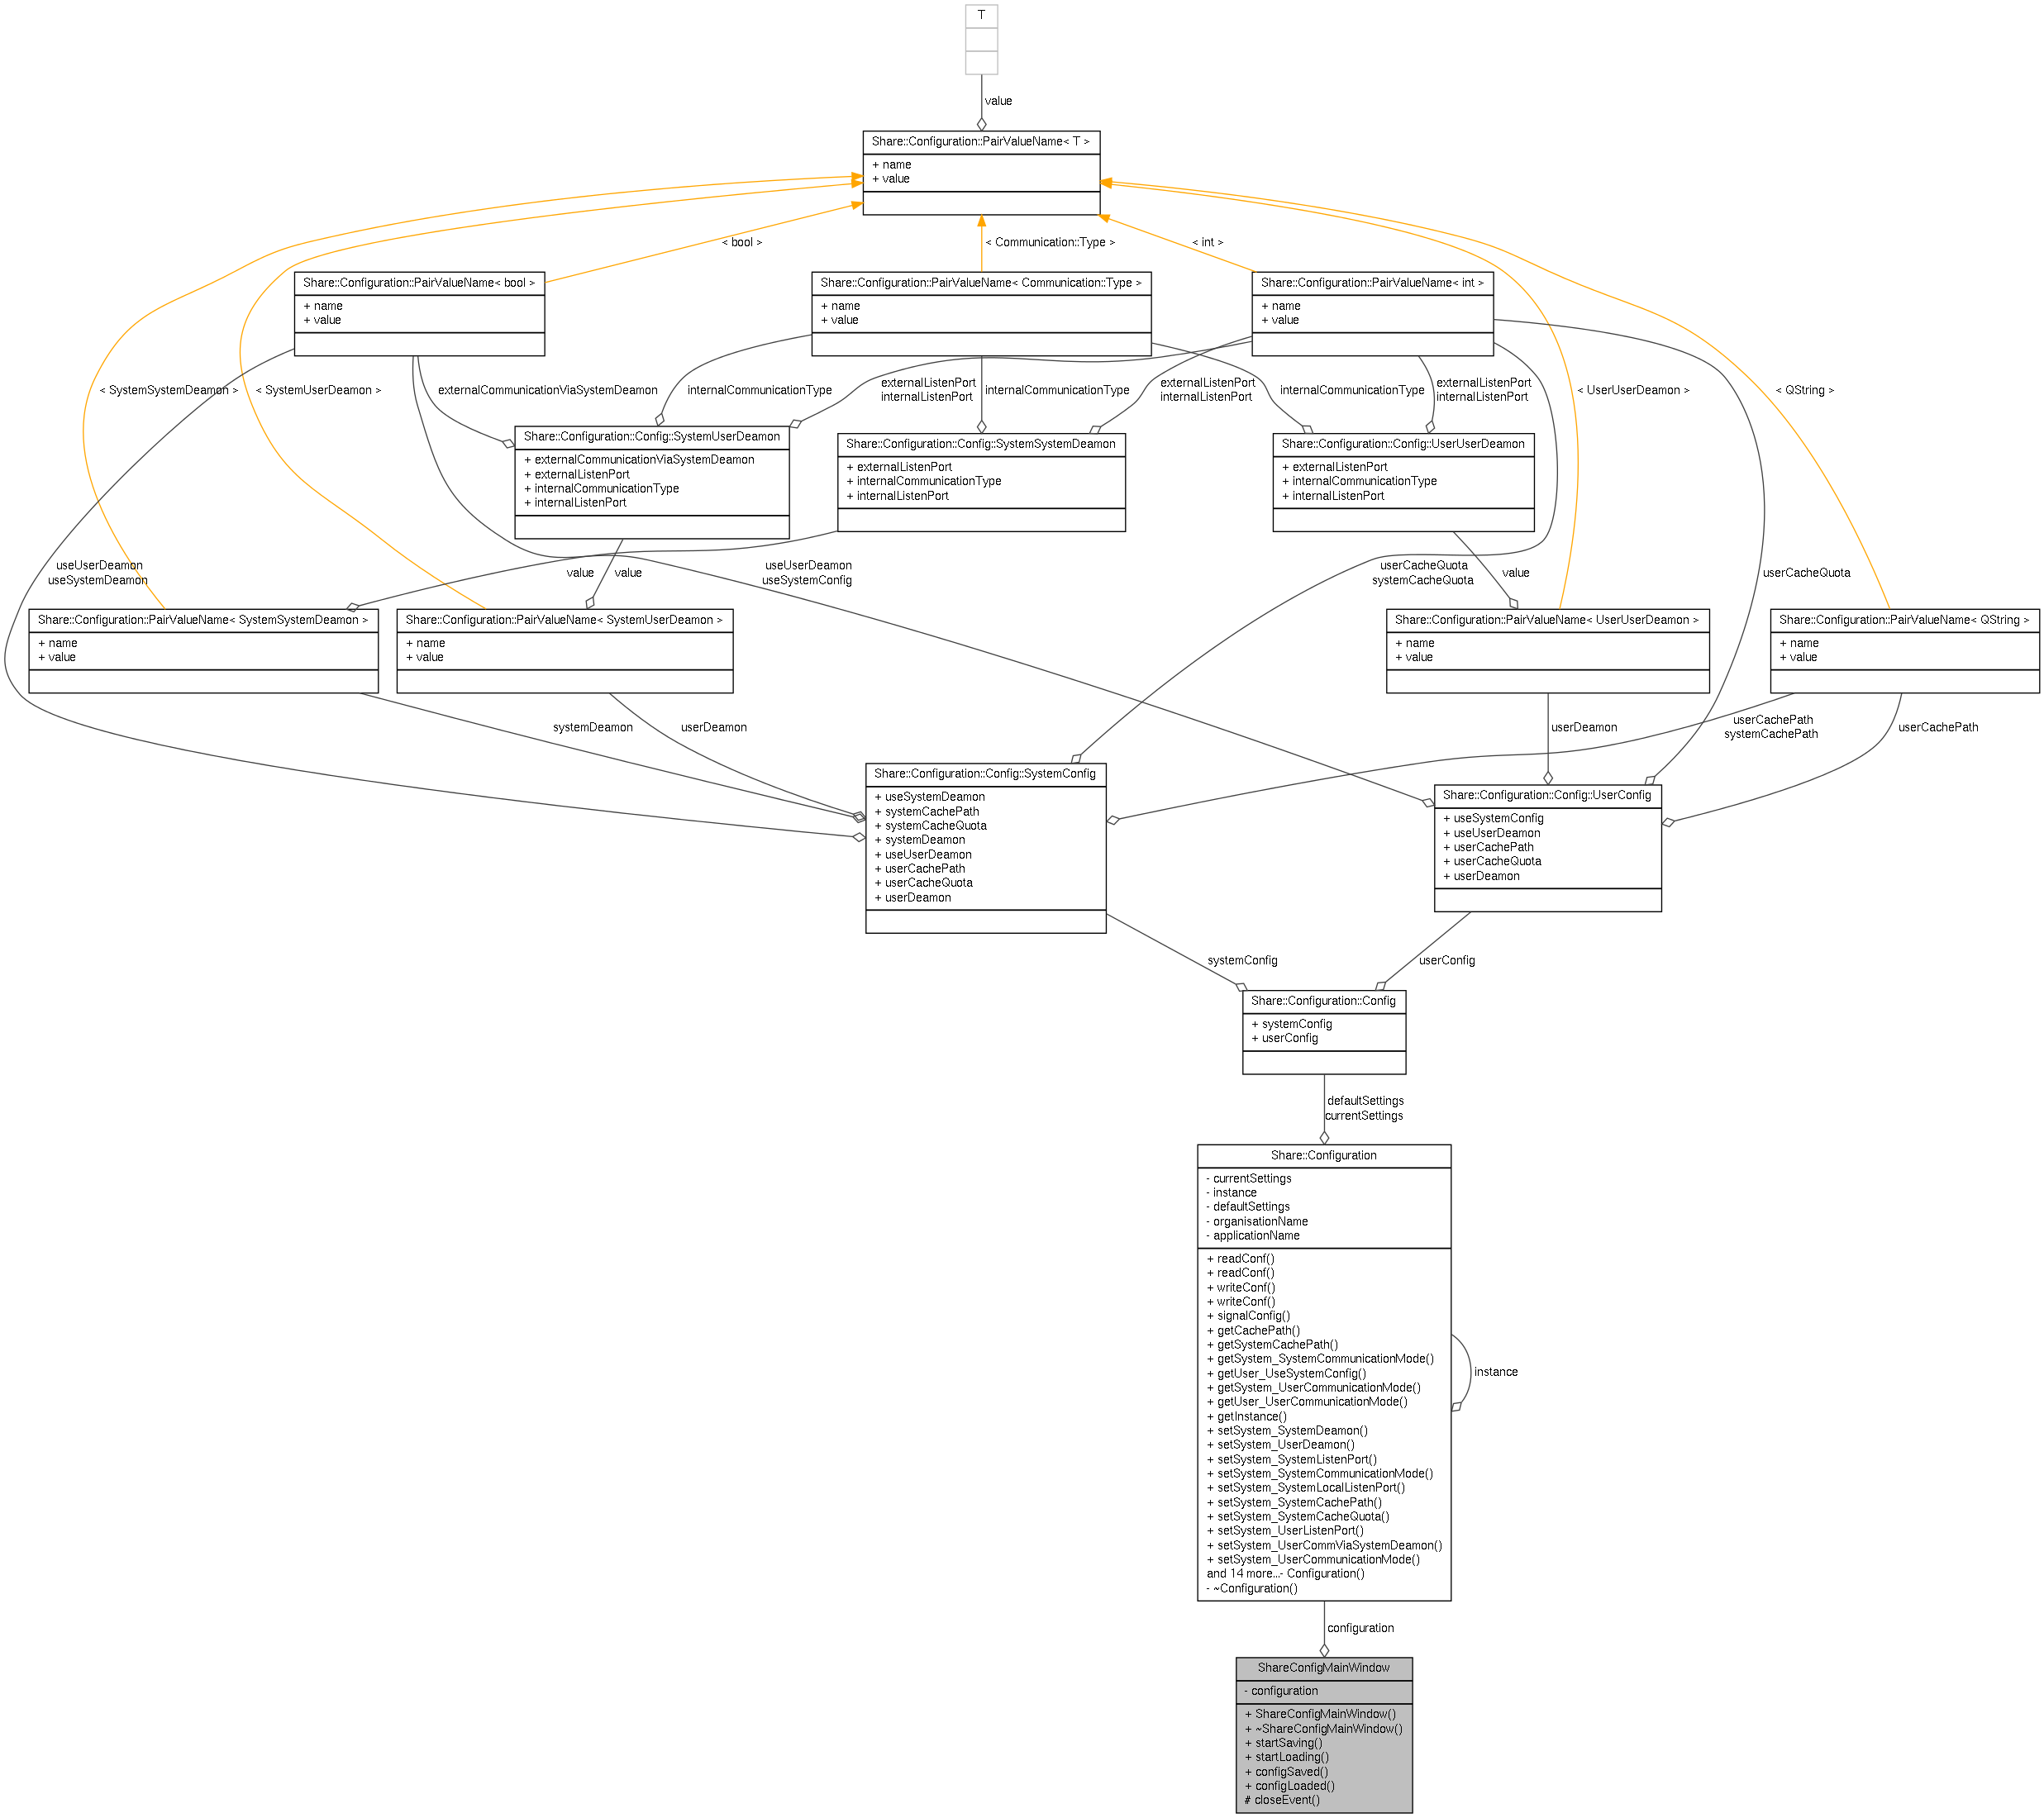 T
value
Share::Configuration::PairValueName< T >
+ name
+ value
< bool >
< Communication::Type >
< int >
Share::Configuration::PairValueName< bool >
+ name
+ value
Share::Configuration::PairValueName< Communication::Type >
+ name
+ value
Share::Configuration::PairValueName< int >
+ name
+ value
< SystemSystemDeamon >
< SystemUserDeamon >
externalCommunicationViaSystemDeamon
internalCommunicationType
externalListenPort
internalListenPort
internalCommunicationType
externalListenPort
internalListenPort
internalCommunicationType
externalListenPort
internalListenPort
< UserUserDeamon >
< QString >
Share::Configuration::Config::SystemUserDeamon
+ externalCommunicationViaSystemDeamon
+ externalListenPort
+ internalCommunicationType
+ internalListenPort
Share::Configuration::Config::SystemSystemDeamon
+ externalListenPort
+ internalCommunicationType
+ internalListenPort
Share::Configuration::Config::UserUserDeamon
+ externalListenPort
+ internalCommunicationType
+ internalListenPort
useUserDeamon
useSystemDeamon
value
value
useUserDeamon
useSystemConfig
userCacheQuota
systemCacheQuota
value
userCacheQuota
Share::Configuration::PairValueName< SystemSystemDeamon >
+ name
+ value
Share::Configuration::PairValueName< SystemUserDeamon >
+ name
+ value
Share::Configuration::PairValueName< UserUserDeamon >
+ name
+ value
Share::Configuration::PairValueName< QString >
+ name
+ value
systemDeamon
userDeamon
userDeamon
userCachePath
systemCachePath
userCachePath
Share::Configuration::Config::SystemConfig
+ useSystemDeamon
+ systemCachePath
+ systemCacheQuota
+ systemDeamon
+ useUserDeamon
+ userCachePath
+ userCacheQuota
+ userDeamon
Share::Configuration::Config::UserConfig
+ useSystemConfig
+ useUserDeamon
+ userCachePath
+ userCacheQuota
+ userDeamon
systemConfig
userConfig
Share::Configuration::Config
+ systemConfig
+ userConfig
defaultSettings
currentSettings
Share::Configuration
- currentSettings
- instance
- defaultSettings
- organisationName
- applicationName
+ readConf()
+ readConf()
+ writeConf()
+ writeConf()
+ signalConfig()
+ getCachePath()
+ getSystemCachePath()
+ getSystem_SystemCommunicationMode()
+ getUser_UseSystemConfig()
+ getSystem_UserCommunicationMode()
+ getUser_UserCommunicationMode()
+ getInstance()
+ setSystem_SystemDeamon()
+ setSystem_UserDeamon()
+ setSystem_SystemListenPort()
+ setSystem_SystemCommunicationMode()
+ setSystem_SystemLocalListenPort()
+ setSystem_SystemCachePath()
+ setSystem_SystemCacheQuota()
+ setSystem_UserListenPort()
+ setSystem_UserCommViaSystemDeamon()
+ setSystem_UserCommunicationMode()
and 14 more...- Configuration()
- ~Configuration()
instance
configuration
ShareConfigMainWindow
- configuration
+ ShareConfigMainWindow()
+ ~ShareConfigMainWindow()
+ startSaving()
+ startLoading()
+ configSaved()
+ configLoaded()
# closeEvent()